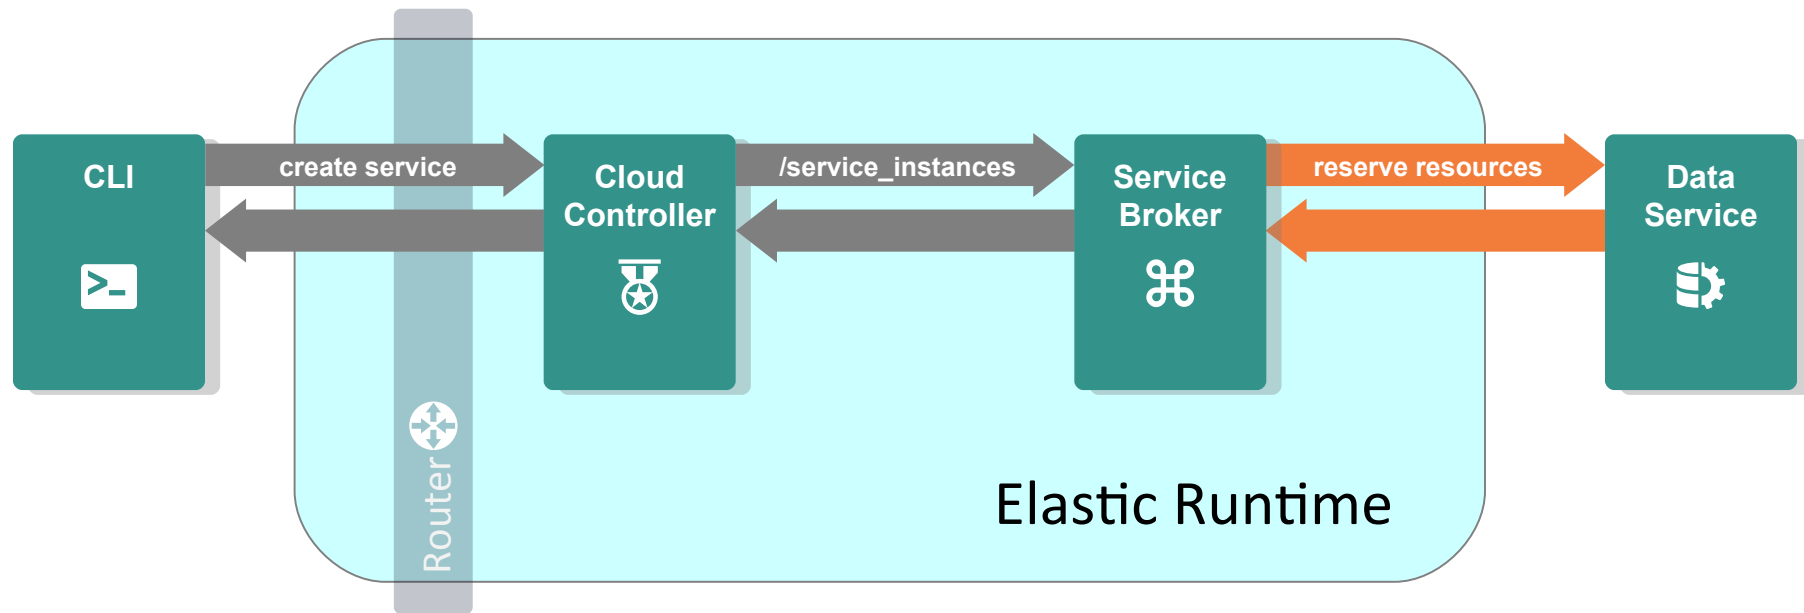 create service
/service_instances
reserve resources
CLI
Cloud
Controller
Service
Broker
Data
Service
Router
Elastic Runtime